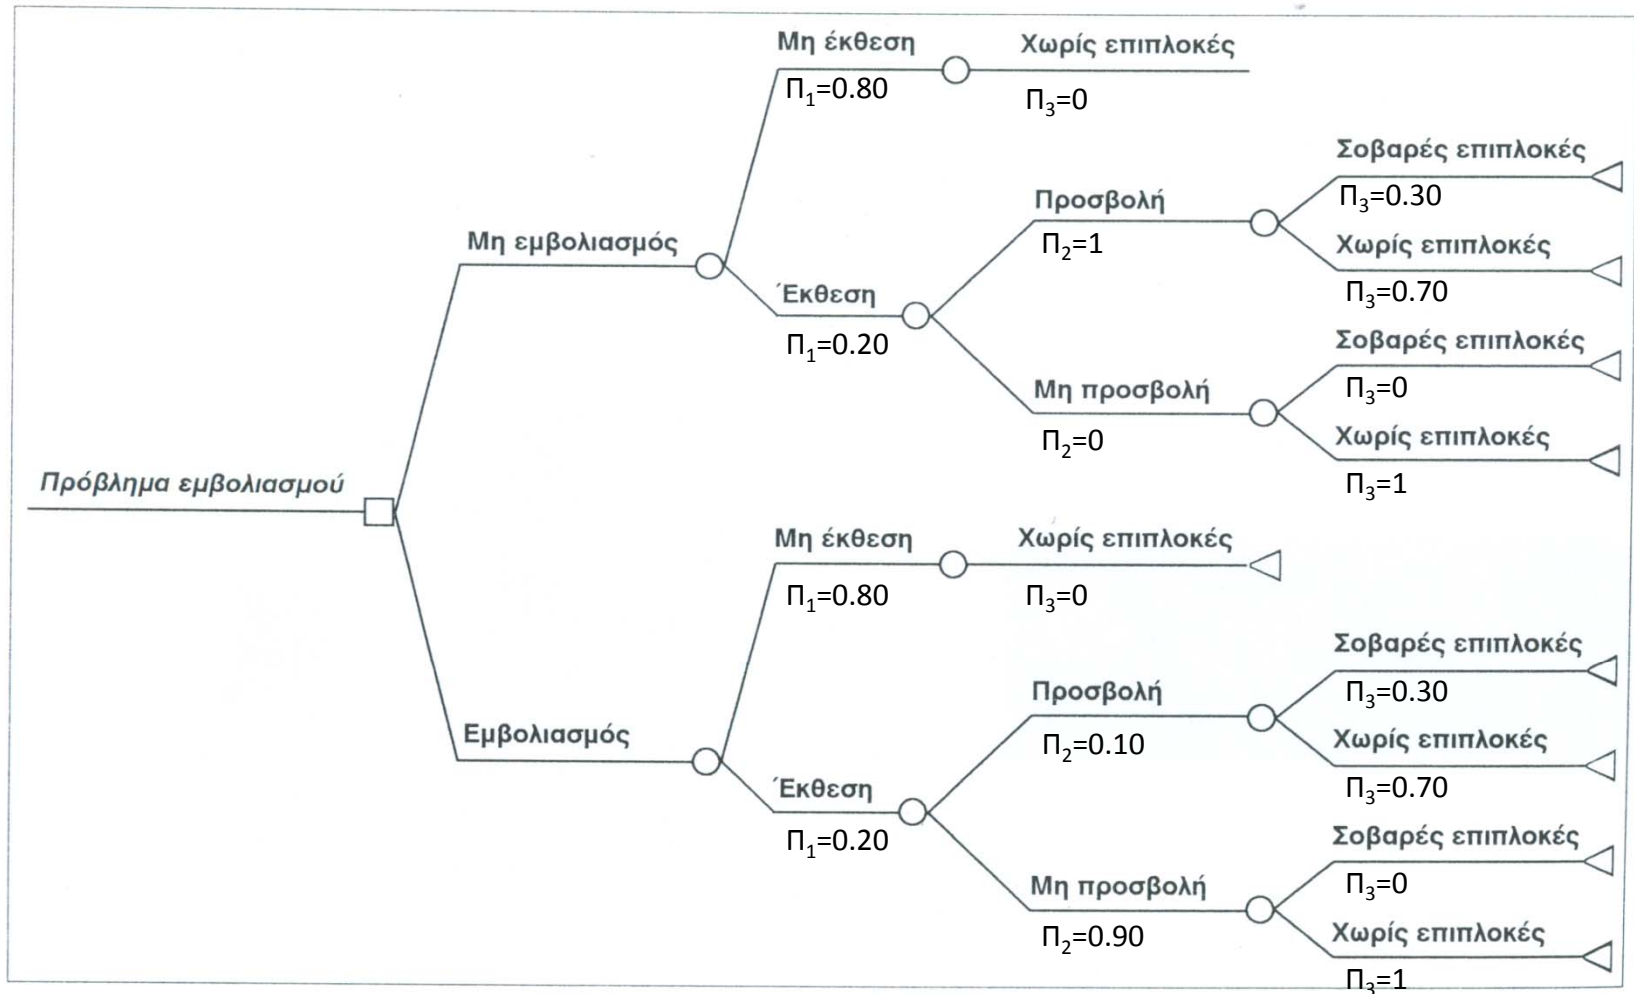 Μη έκθεση
Χωρίς επιπλοκές
Π₁=0.80
Π₃=0
Σοβαρές επιπλοκές
Π₃=0.30
Προσβολή
Π₂=1
Χωρίς επιπλοκές
Π₃=0.70
Μη εμβολιασμός
Έκθεση
Π₁=0.20
Σοβαρές επιπλοκές
Π₃=0
Μη προσβολή
Π₂=0
Χωρίς επιπλοκές
Π₃=1
Πρόβλημα εμβολιασμού
Μη έκθεση
Χωρίς επιπλοκές
Π₁=0.80
Π₃=0
Σοβαρές επιπλοκές
Π₃=0.30
Προσβολή
Π₂=0.10
Χωρίς επιπλοκές
Π₃=0.70
Εμβολιασμός
Έκθεση
Π₁=0.20
Σοβαρές επιπλοκές
Π₃=0
Μη προσβολή
Π₂=0.90
Χωρίς επιπλοκές
Π₃=1